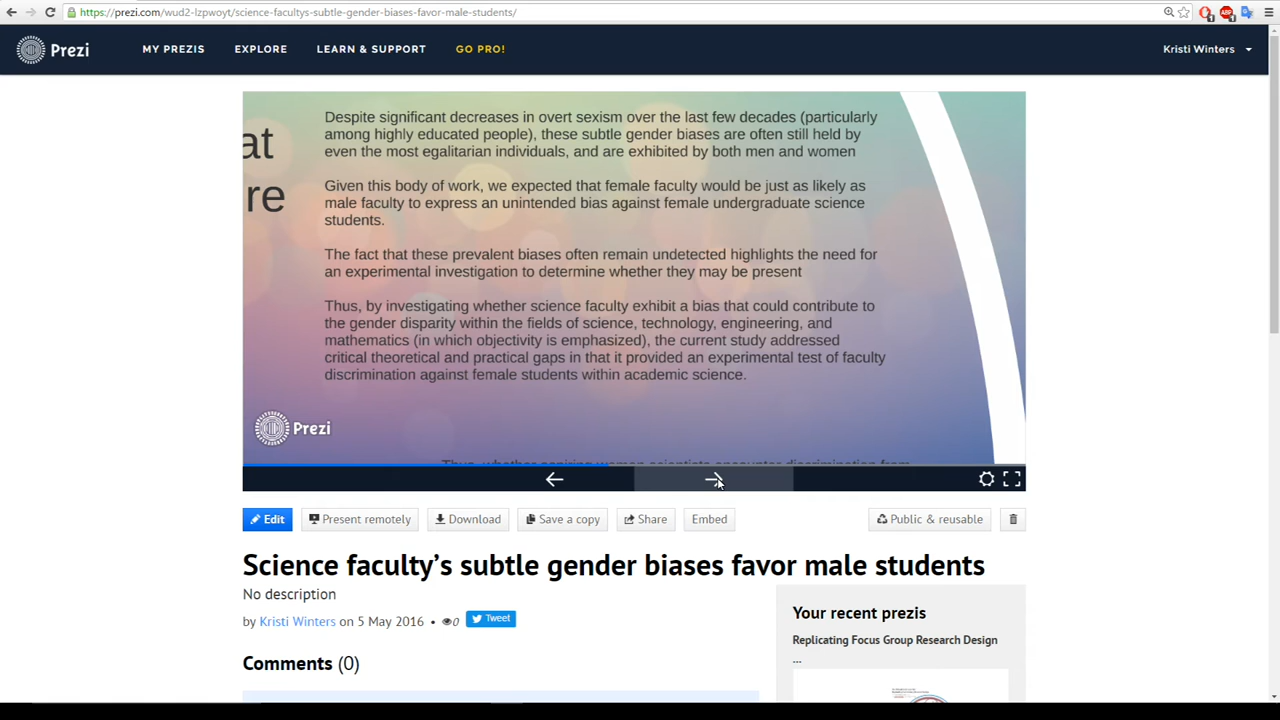 https://prezi.com/wud2-lzpwoyt/science-facultys-subtle-gender-biases-favor-male-students/
Prezi
MY PREZIS
EXPLORE
LEARN & SUPPORT
GO PRO!
Kristi Winters
at
re
Despite significant decreases in overt sexism over the last few decades (particularly
among highly educated people), these subtle gender biases are often still held by
even the most egalitarian individuals, and are exhibited by both men and women
Given this body of work, we expected that female faculty would be just as likely as
male faculty to express an unintended bias against female undergraduate science
students.
The fact that these prevalent biases often remain undetected highlights the need for
an experimental investigation to determine whether they may be present
Thus, by investigating whether science faculty exhibit a bias that could contribute to
the gender disparity within the fields of science, technology, engineering, and
mathematics (in which objectivity is emphasized), the current study addressed
critical theoretical and practical gaps in that it provided an experimental test of faculty
discrimination against female students within academic science.
Prezi
Edit
Present remotely
Download
Save a copy
Share
Embed
Public & reusable
Science faculty’s subtle gender biases favor male students
No description
by Kristi Winters on 5 May 2016 • 0
Tweet
Comments (0)
Your recent prezis
Replicating Focus Group Research Design
...